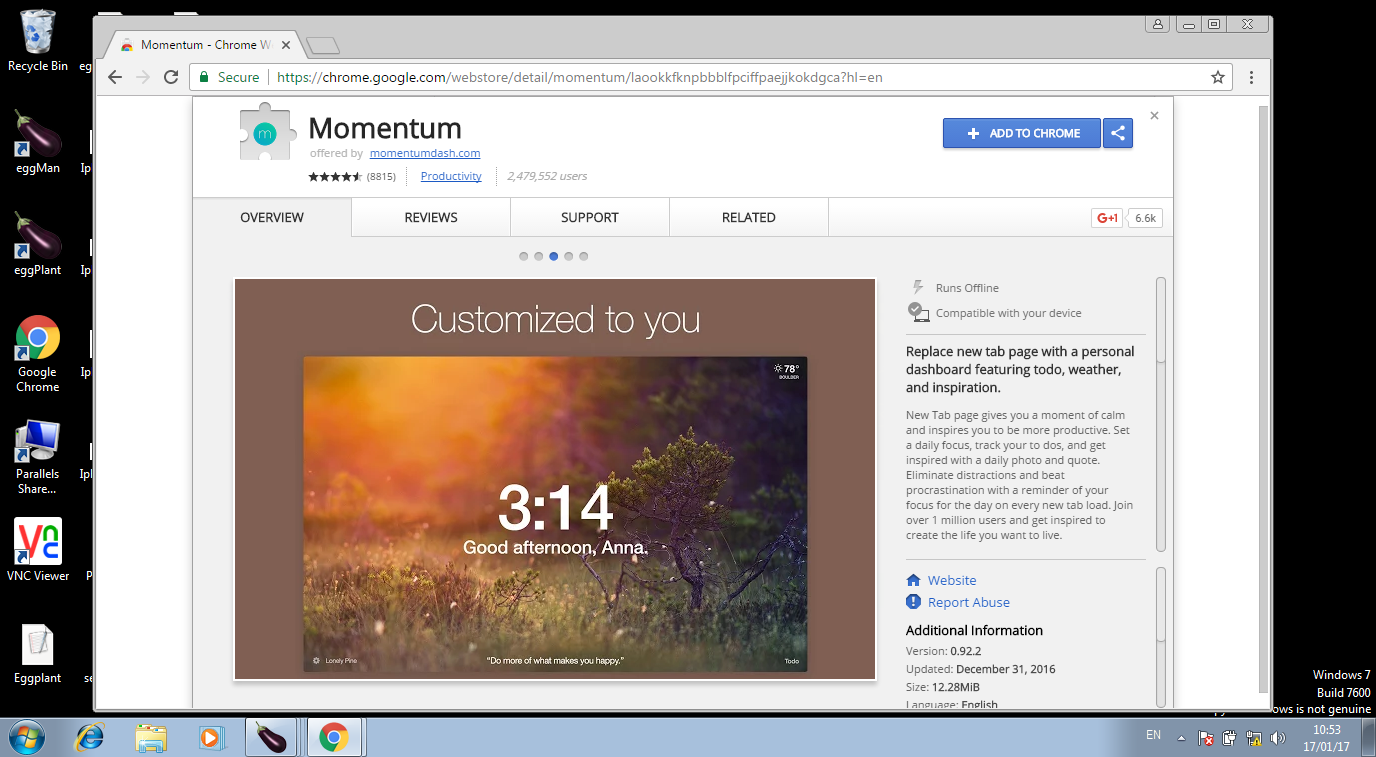 Recycle Bin
eg
eggMan
Ip
eggPlant
Ip
Google
Chrome
Ip
Parallels
Share...
Ipl
VNC Viewer
P
Eggplant
se
Momentum - Chrome W
Secure
https://chrome.google.com/webstore/detail/momentum/laookkfknpbbblfpciffpaejjkokdgca?hl=en
m
Momentum
offered by momentumdash.com
(8815) Productivity 2,479,552 users
ADD TO CHROME
OVERVIEW REVIEWS SUPPORT RELATED
G+1 6.6k
Customized to you
78°
BOULDER
3:14
Good afternoon, Anna.
Lonely Pine
"Do more of what makes you happy."
Todo
Runs Offline
Compatible with your device
Replace new tab page with a personal
dashboard featuring todo, weather,
and inspiration.
New Tab page gives you a moment of calm
and inspires you to be more productive. Set
a daily focus, track your to dos, and get
inspired with a daily photo and quote.
Eliminate distractions and beat
procrastination with a reminder of your
focus for the day on every new tab load. Join
over 1 million users and get inspired to
create the life you want to live.
Website
Report Abuse
Additional Information
Version: 0.92.2
Updated: December 31, 2016
Size: 12.28MiB
Language: English
Windows 7
Build 7600
ows is not genuine
EN
10:53
17/01/17